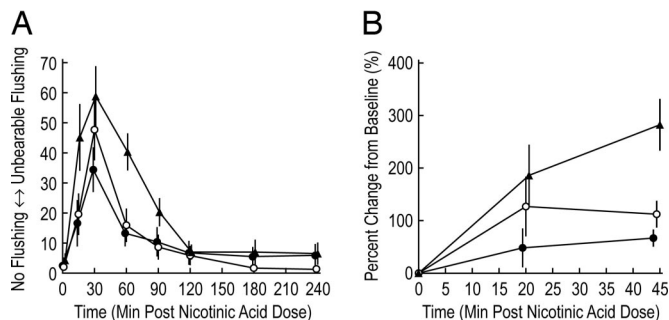 A
No Flushing ↔ Unbearable Flushing
70
60
50
40
30
20
10
0
0 30 60 90 120 150 180 210 240
Time (Min Post Nicotinic Acid Dose)
B
Percent Change from Baseline (%)
400
300
200
100
0
0 5 10 15 20 25 30 35 40 45
Time (Min Post Nicotinic Acid Dose)